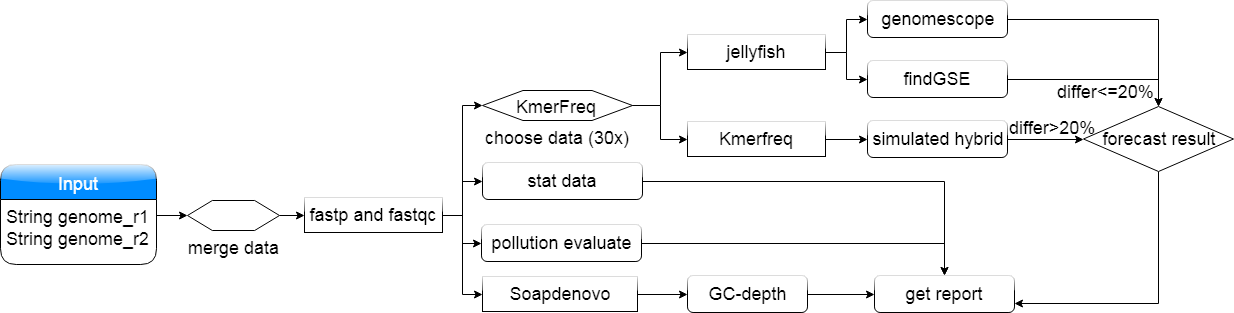 Input
String genome_r1
String genome_r2
merge data
fastp and fastqc
KmerFreq
choose data (30x)
jellyfish
genomescope
findGSE
Kmerfreq
simulated hybrid
differ<=20%
differ>20%
forecast result
stat data
pollution evaluate
Soapdenovo
GC-depth
get report